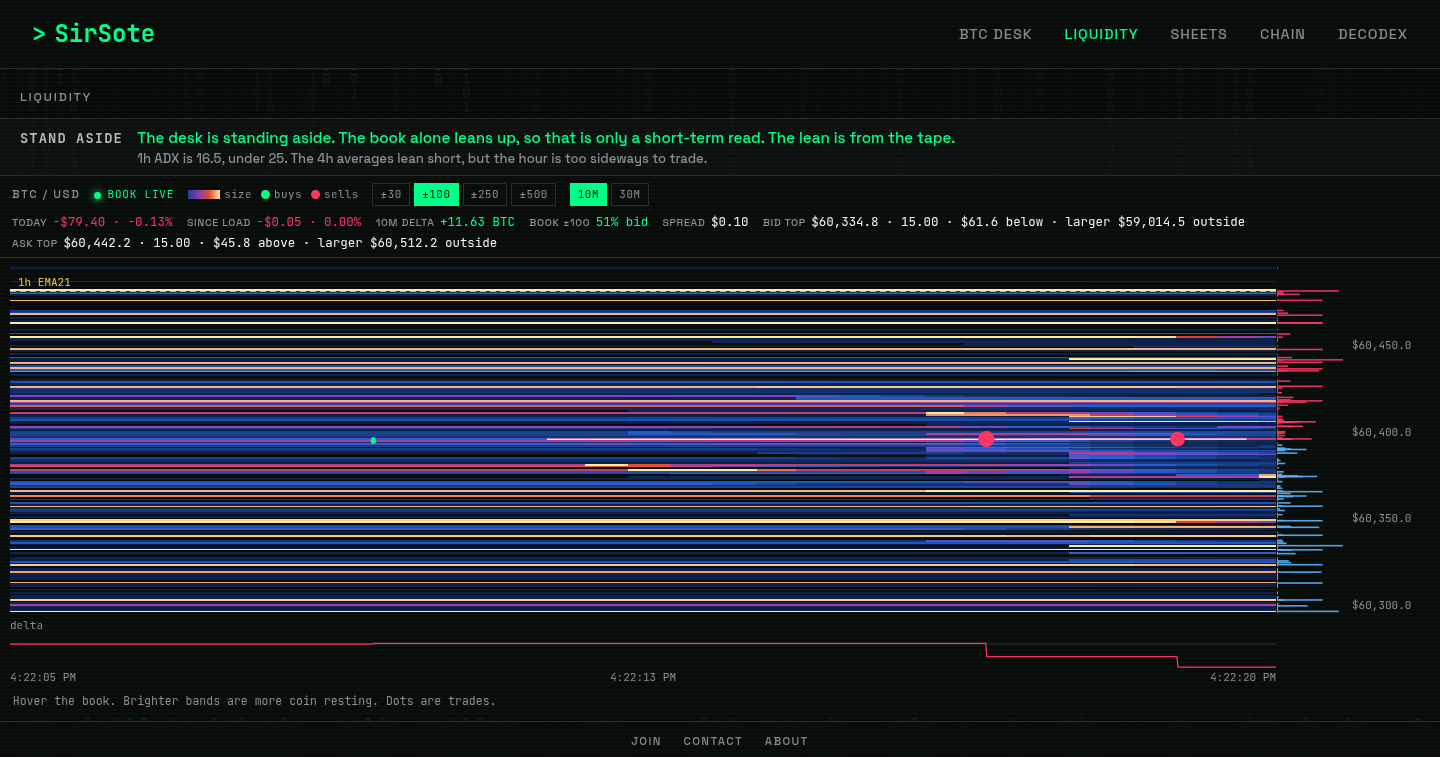 > SirSote
BTC DESK LIQUIDITY SHEETS CHAIN DECODEX
LIQUIDITY
STAND ASIDE The desk is standing aside. The book alone leans up, so that is only a short-term read. The lean is from the tape.
1h ADX is 16.5, under 25. The 4h averages lean short, but the hour is too sideways to trade.
BTC / USD BOOK LIVE size buys sells ±30 ±100 ±250 ±500 10M 30M
TODAY -$79.40 · -0.13% SINCE LOAD -$0.05 · 0.00% 10M DELTA +11.63 BTC BOOK ±100 51% bid SPREAD $0.10 BID TOP $60,334.8 · 15.00 · $61.6 below · larger $59,014.5 outside
ASK TOP $60,442.2 · 15.00 · $45.8 above · larger $60,512.2 outside
1h EMA21
$60,450.0
$60,400.0
$60,350.0
$60,300.0
delta
4:22:05 PM 4:22:13 PM 4:22:20 PM
Hover the book. Brighter bands are more coin resting. Dots are trades.
JOIN CONTACT ABOUT